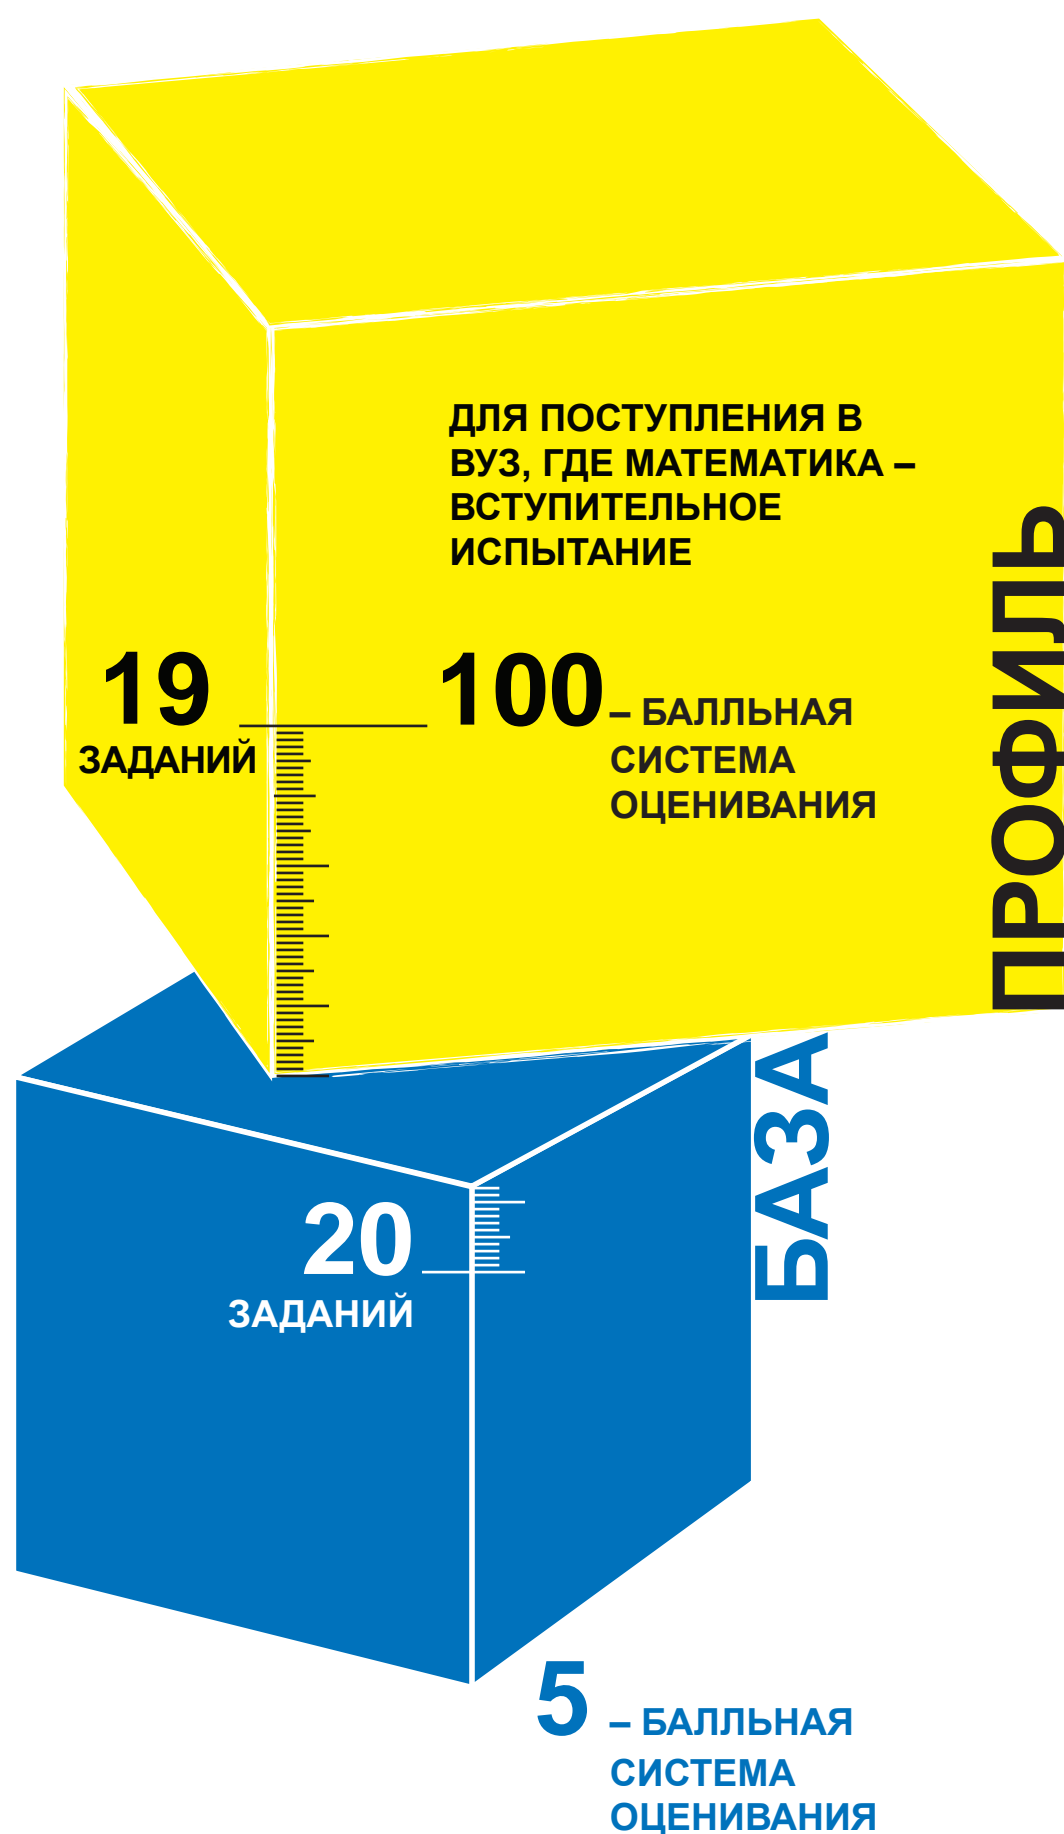 ДЛЯ ПОСТУПЛЕНИЯ В
ВУЗ, ГДЕ МАТЕМАТИКА –
ВСТУПИТЕЛЬНОЕ
ИСПЫТАНИЕ
19
ЗАДАНИЙ
100 – БАЛЛЬНАЯ
СИСТЕМА
ОЦЕНИВАНИЯ
ПРОФИЛЬ
БАЗА
20
ЗАДАНИЙ
5 – БАЛЛЬНАЯ
СИСТЕМА
ОЦЕНИВАНИЯ